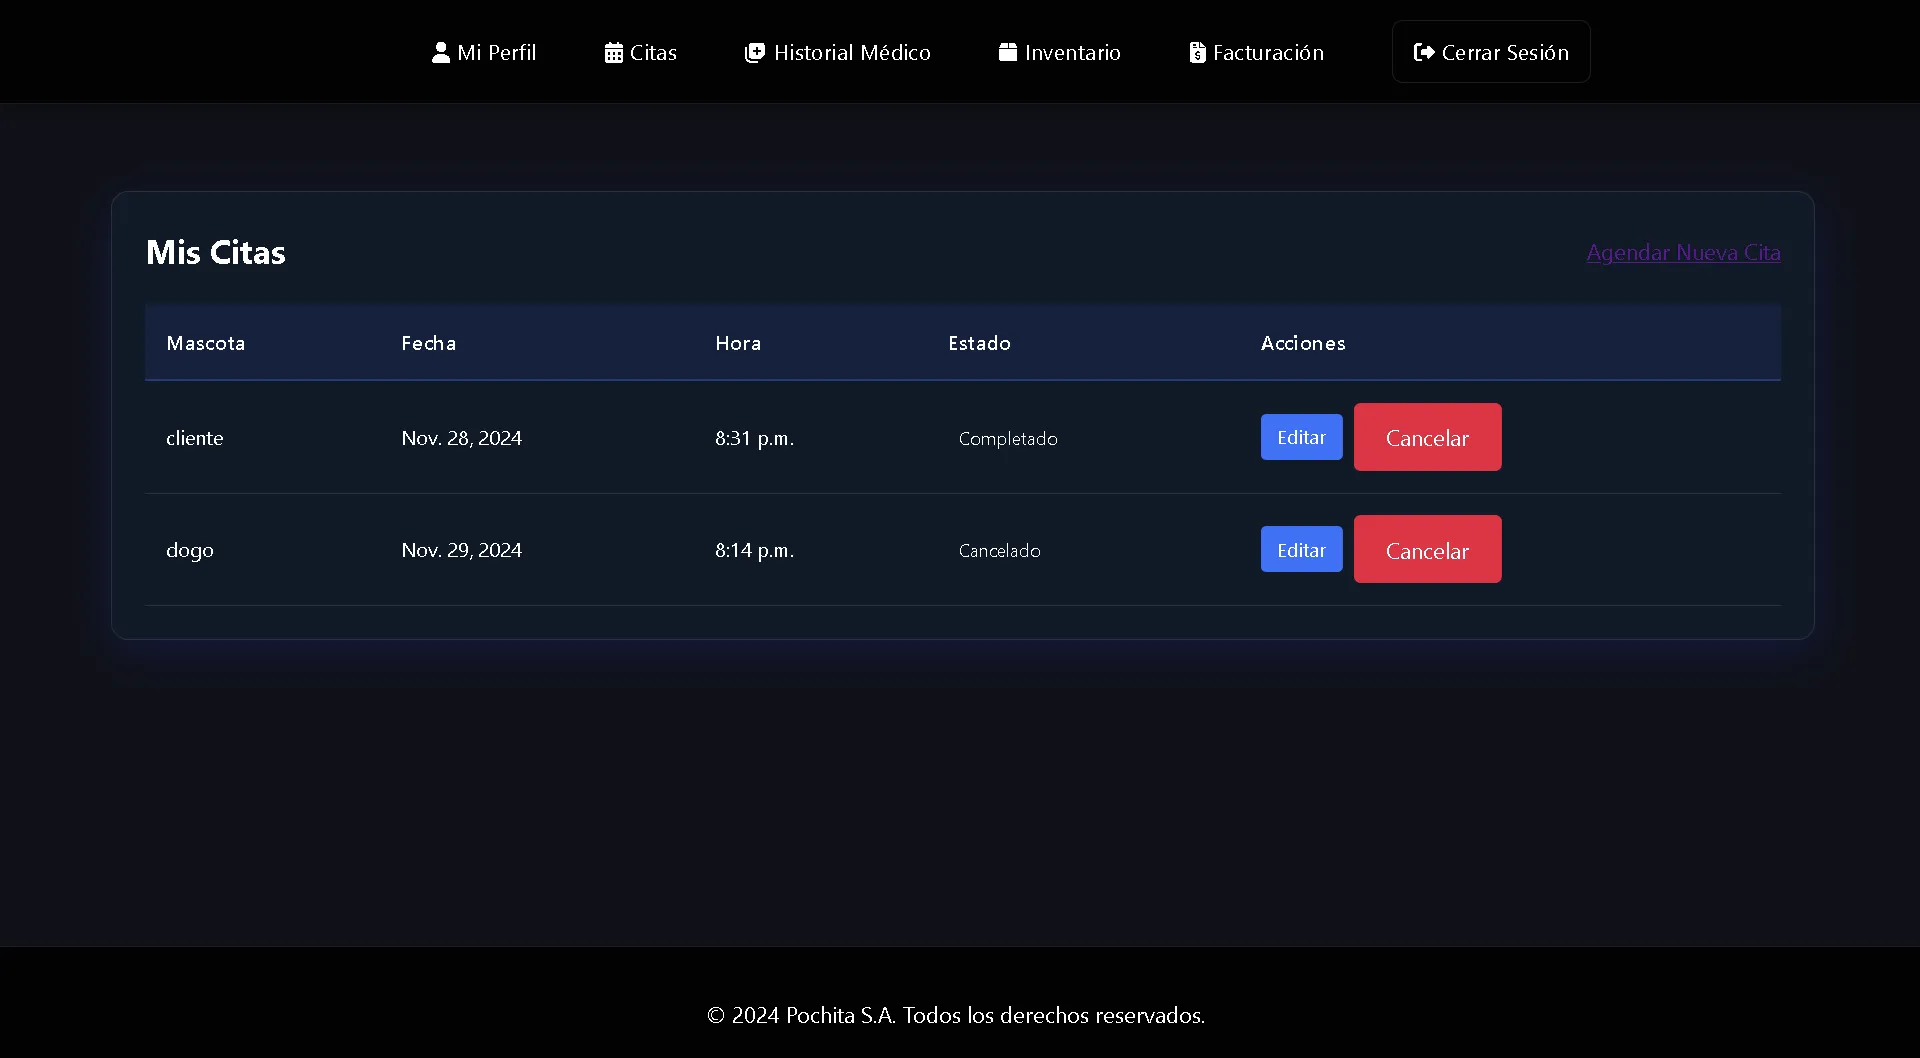 Mi Perfil Citas Historial Médico Inventario Facturación Cerrar Sesión
Mis Citas Agendar Nueva Cita
Mascota Fecha Hora Estado Acciones
cliente Nov. 28, 2024 8:31 p.m. Completado Editar Cancelar
dogo Nov. 29, 2024 8:14 p.m. Cancelado Editar Cancelar
© 2024 Pochita S.A. Todos los derechos reservados.